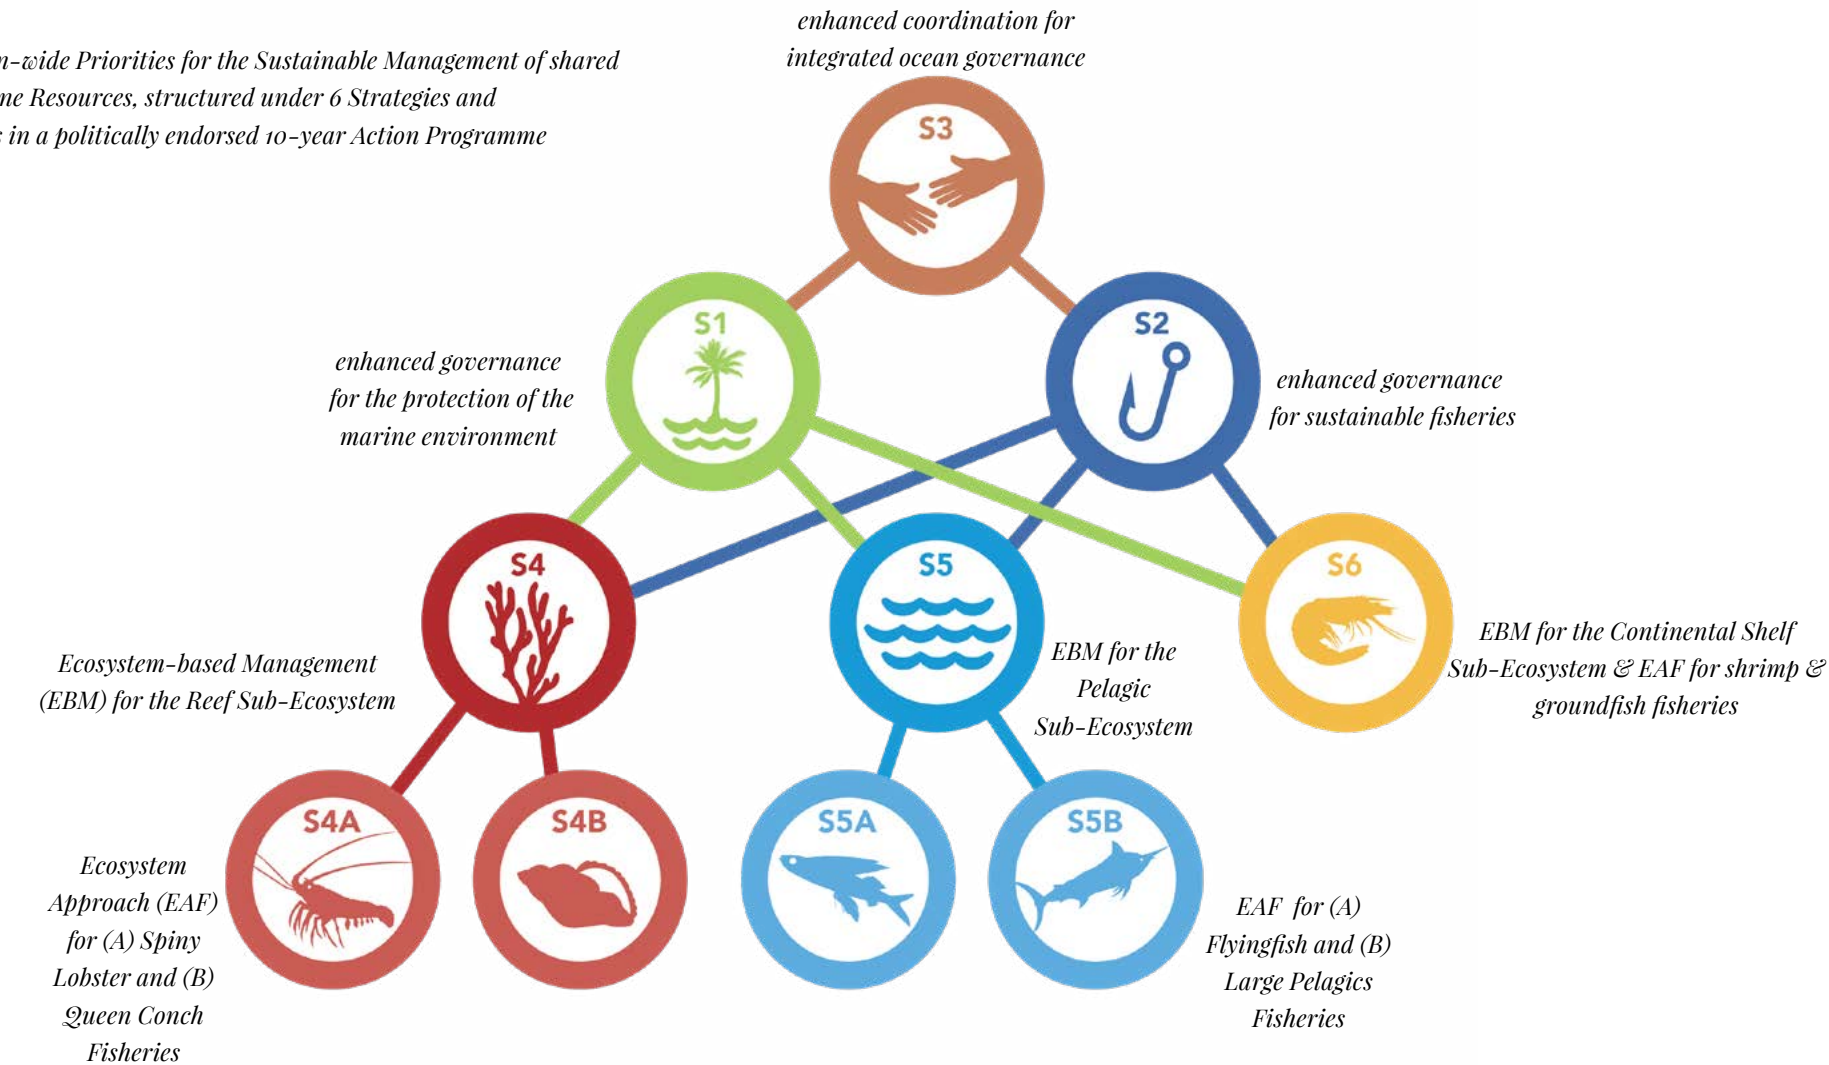 enhanced coordination for
integrated ocean governance
n-wide Priorities for the Sustainable Management of shared
ne Resources, structured under 6 Strategies and
s in a politically endorsed 10-year Action Programme
S3
S1
S2
enhanced governance
for the protection of the
marine environment
enhanced governance
for sustainable fisheries
S4
S5
S6
Ecosystem-based Management
(EBM) for the Reef Sub-Ecosystem
EBM for the
Pelagic
Sub-Ecosystem
EBM for the Continental Shelf
Sub-Ecosystem & EAF for shrimp &
groundfish fisheries
S4A
S4B
S5A
S5B
Ecosystem
Approach (EAF)
for (A) Spiny
Lobster and (B)
Queen Conch
Fisheries
EAF for (A)
Flyingfish and (B)
Large Pelagics
Fisheries